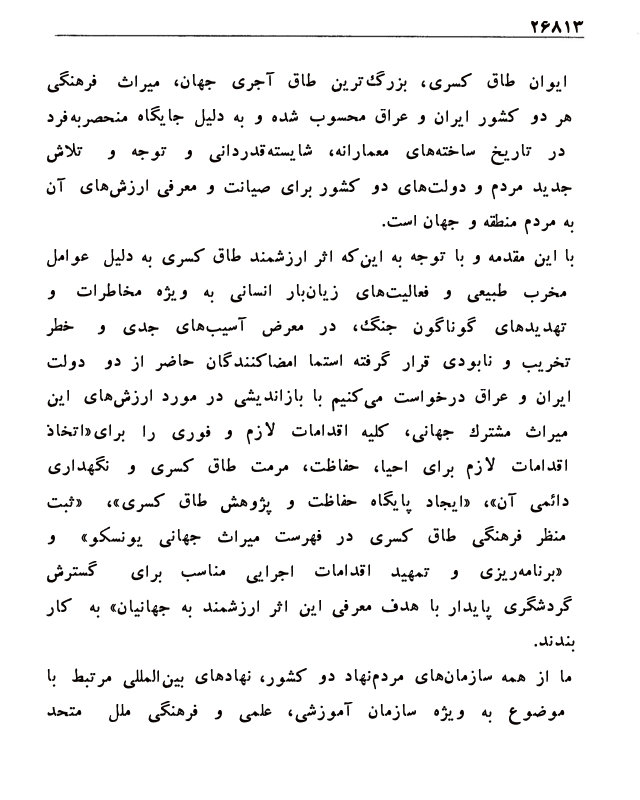 ۲۶۸۱۳
ایوان طاق کسری، بزرگ‌ترین طاق آجری جهان، میراث فرهنگی
هر دو کشور ایران و عراق محسوب شده و به دلیل جایگاه منحصربه‌فرد
در تاریخ ساخته‌های معمارانه، شایسته‌قدردانی و توجه و تلاش
جدید مردم و دولت‌های دو کشور برای صیانت و معرفی ارزش‌های آن
به مردم منطقه و جهان است.
با این مقدمه و با توجه به این‌که اثر ارزشمند طاق کسری به دلیل عوامل
مخرب طبیعی و فعالیت‌های زیان‌بار انسانی به ویژه مخاطرات و
تهدیدهای گوناگون جنگ، در معرض آسیب‌های جدی و خطر
تخریب و نابودی قرار گرفته استما امضاکنندگان حاضر از دو دولت
ایران و عراق درخواست می‌کنیم با بازاندیشی در مورد ارزش‌های این
میراث مشترك جهانی، کلیه اقدامات لازم و فوری را برای«اتخاذ
اقدامات لازم برای احیا، حفاظت، مرمت طاق کسری و نگهداری
دائمی آن»، «ایجاد پایگاه حفاظت و پژوهش طاق کسری»، «ثبت
منظر فرهنگی طاق کسری در فهرست میراث جهانی یونسکو» و
«برنامه‌ریزی و تمهید اقدامات اجرایی مناسب برای گسترش
گردشگری پایدار با هدف معرفی این اثر ارزشمند به جهانیان» به کار
بندند.
ما از همه سازمان‌های مردم‌نهاد دو کشور، نهادهای بین‌المللی مرتبط با
موضوع به ویژه سازمان آموزشی، علمی و فرهنگی ملل متحد